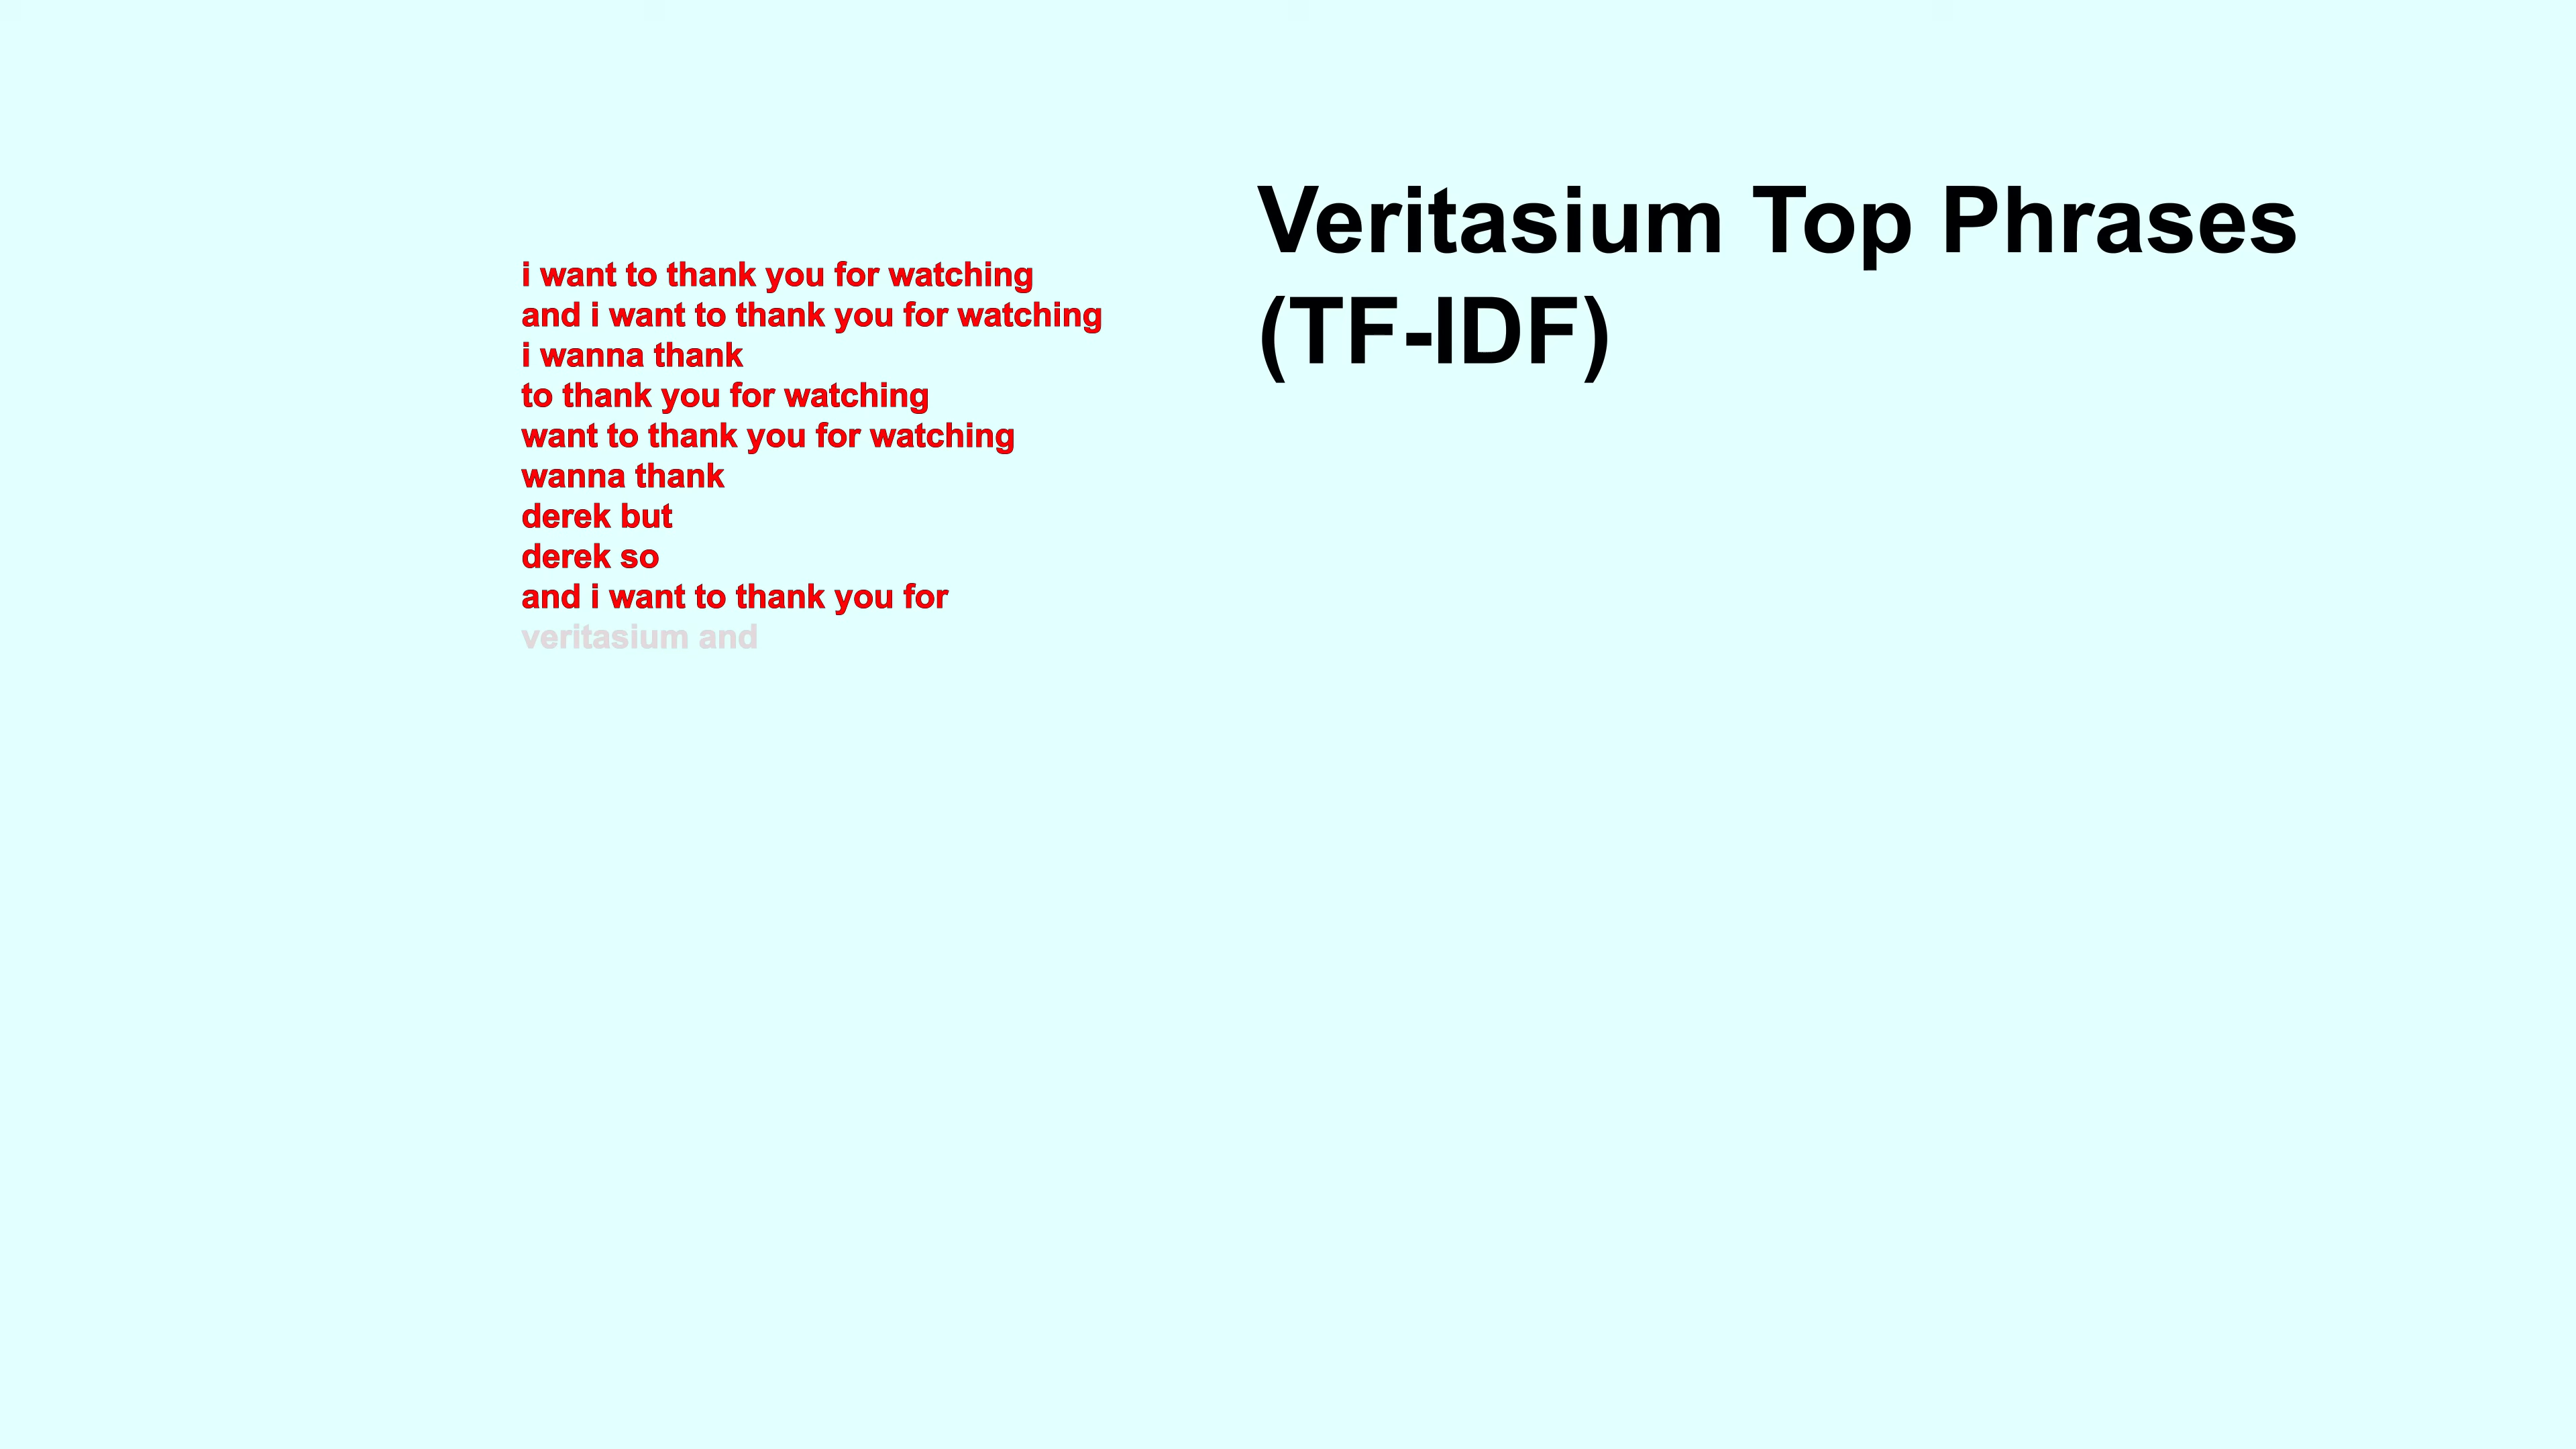 Veritasium Top Phrases
(TF-IDF)
i want to thank you for watching
and i want to thank you for watching
i wanna thank
to thank you for watching
want to thank you for watching
wanna thank
derek but
derek so
and i want to thank you for
veritasium and